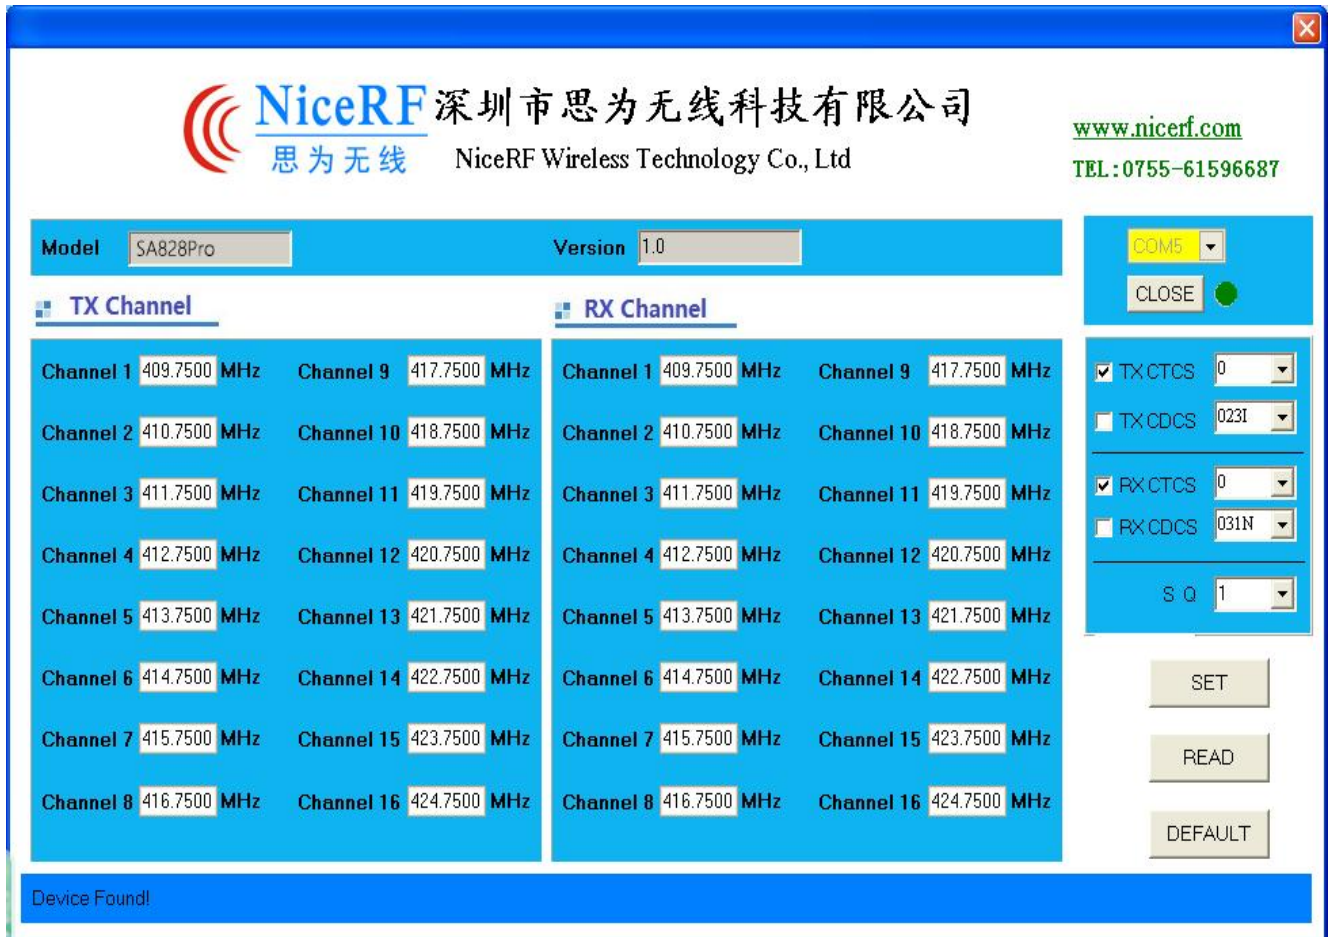 NiceRF 深圳市思为无线科技有限公司
思为无线 NiceRF Wireless Technology Co., Ltd
www.nicerf.com
TEL:0755-61596687
Model SA828Pro Version 1.0
COM5
CLOSE
TX Channel RX Channel
Channel 1 409.7500 MHz Channel 9 417.7500 MHz Channel 1 409.7500 MHz Channel 9 417.7500 MHz
Channel 2 410.7500 MHz Channel 10 418.7500 MHz Channel 2 410.7500 MHz Channel 10 418.7500 MHz
Channel 3 411.7500 MHz Channel 11 419.7500 MHz Channel 3 411.7500 MHz Channel 11 419.7500 MHz
Channel 4 412.7500 MHz Channel 12 420.7500 MHz Channel 4 412.7500 MHz Channel 12 420.7500 MHz
Channel 5 413.7500 MHz Channel 13 421.7500 MHz Channel 5 413.7500 MHz Channel 13 421.7500 MHz
Channel 6 414.7500 MHz Channel 14 422.7500 MHz Channel 6 414.7500 MHz Channel 14 422.7500 MHz
Channel 7 415.7500 MHz Channel 15 423.7500 MHz Channel 7 415.7500 MHz Channel 15 423.7500 MHz
Channel 8 416.7500 MHz Channel 16 424.7500 MHz Channel 8 416.7500 MHz Channel 16 424.7500 MHz
TX CTCS 0
TX CDCS 023I
RX CTCS 0
RX CDCS 031N
S Q 1
SET
READ
DEFAULT
Device Found!